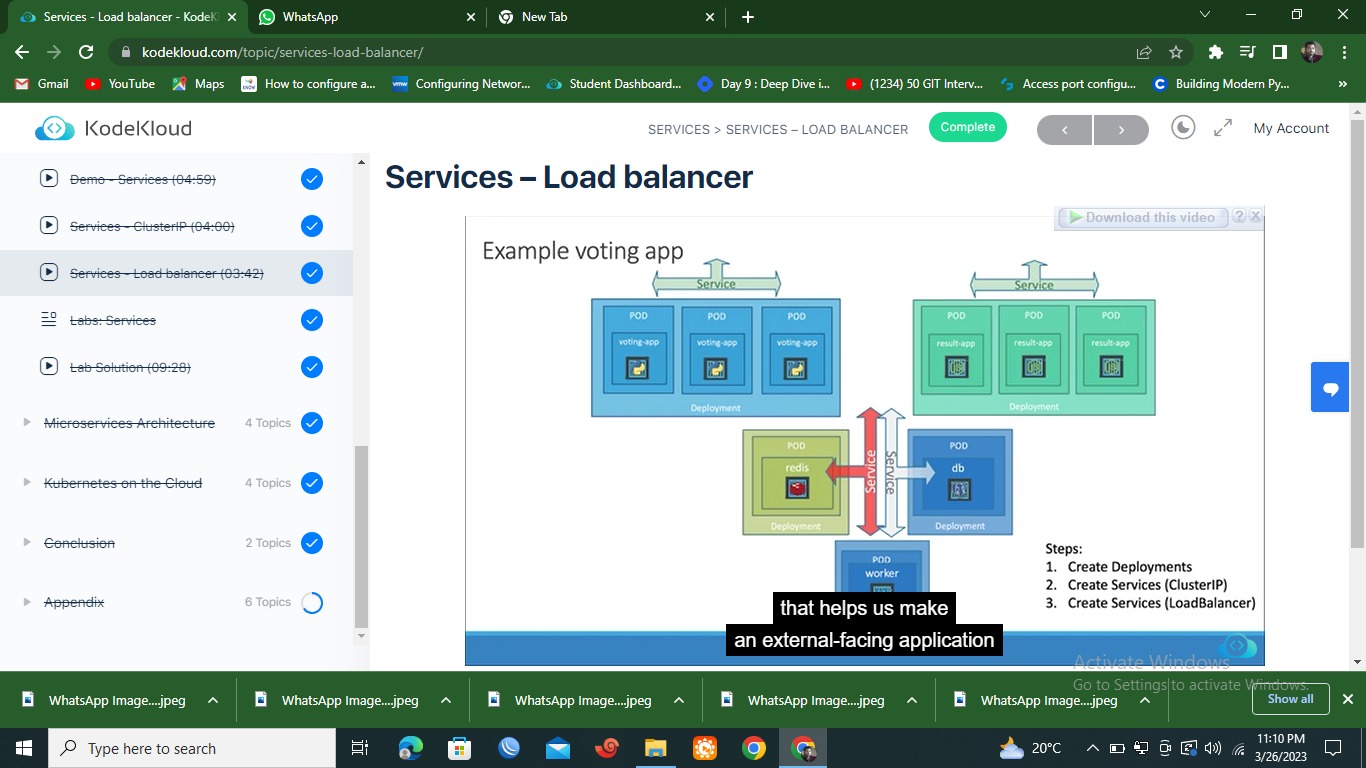 Services - Load balancer - KodeKl
WhatsApp
New Tab
kodekloud.com/topic/services-load-balancer/
Gmail
YouTube
Maps
How to configure a...
Configuring Networ...
Student Dashboard...
Day 9 : Deep Dive i...
(1234) 50 GIT Interv...
Access port configu...
Building Modern Py...
»
KodeKloud
SERVICES > SERVICES – LOAD BALANCER
Complete
My Account
Demo - Services (04:59)
Services - ClusterIP (04:00)
Services - Load balancer (03:42)
Labs: Services
Lab Solution (09:28)
Microservices Architecture
4 Topics
Kubernetes on the Cloud
4 Topics
Conclusion
2 Topics
Appendix
6 Topics
Services – Load balancer
Download this video
?
Example voting app
Service
Service
POD
POD
POD
voting-app
voting-app
voting-app
Deployment
POD
POD
POD
result-app
result-app
result-app
Deployment
POD
redis
Deployment
Service
Service
POD
db
Deployment
POD
worker
Steps:
1. Create Deployments
2. Create Services (ClusterIP)
3. Create Services (LoadBalancer)
that helps us make
an external-facing application
Activate Windows
Go to Settings to activate Windows.
WhatsApp Image....jpeg
WhatsApp Image....jpeg
WhatsApp Image....jpeg
WhatsApp Image....jpeg
WhatsApp Image....jpeg
Show all
Type here to search
20°C
11:10 PM
3/26/2023